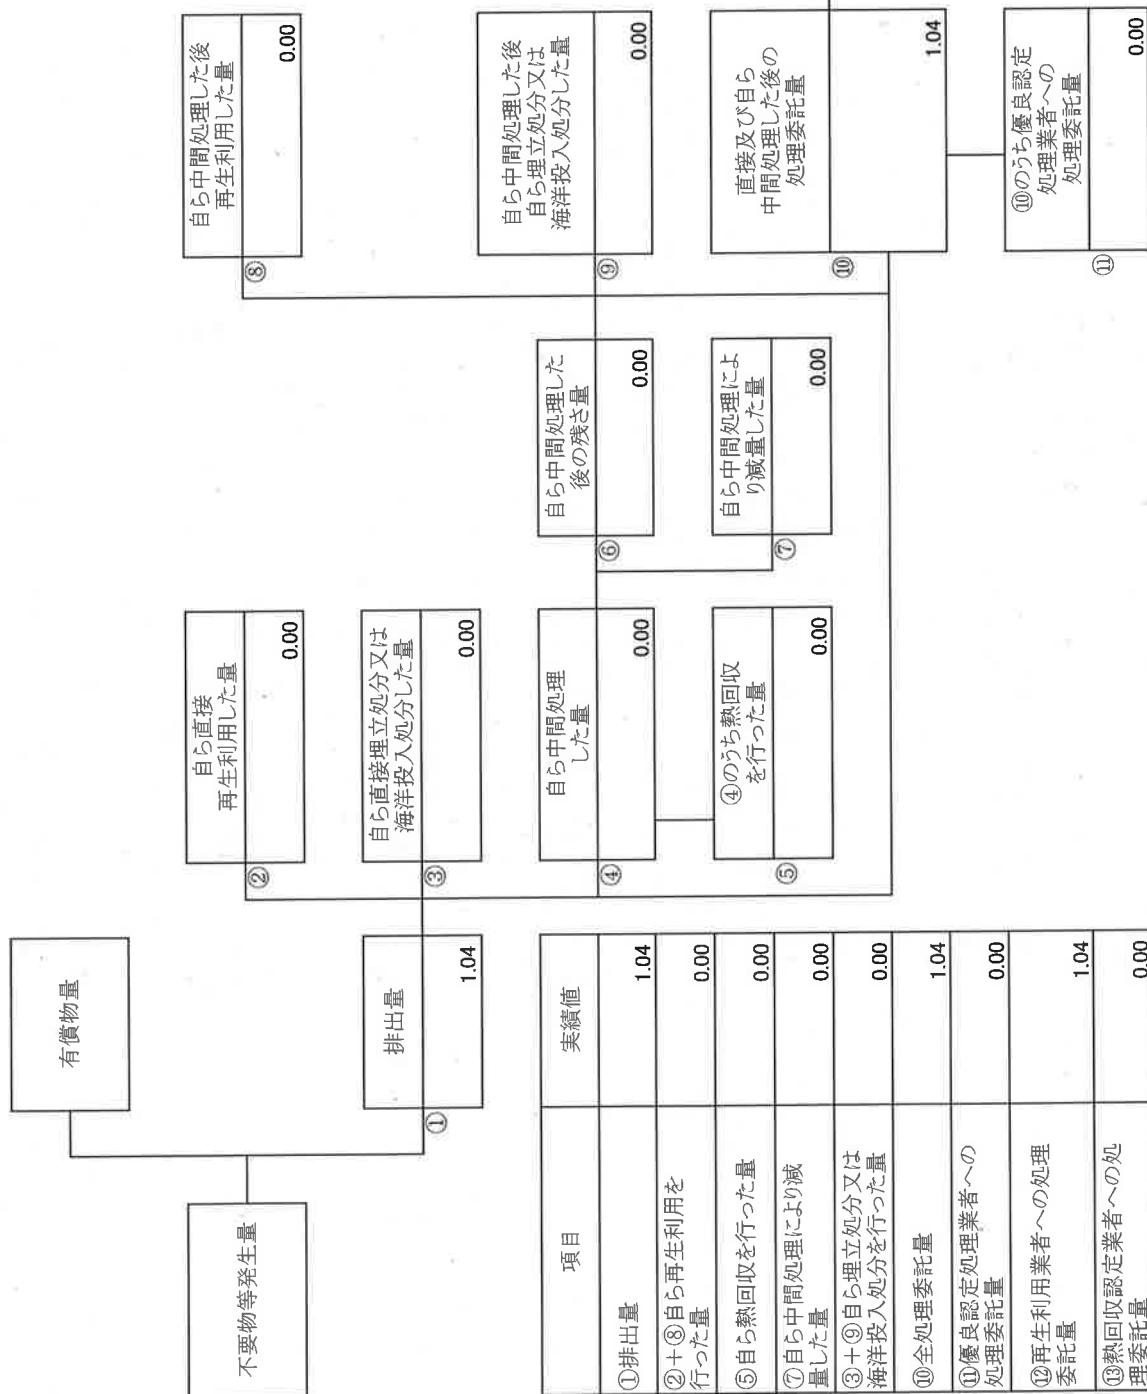 有償物量
不要物等発生量
①
排出量
1.04
②
自ら直接
再生利用した量
0.00
③
自ら直接埋立処分又は
海洋投入処分した量
0.00
④
自ら中間処理
した量
0.00
⑤
④のうち熱回収
を行った量
0.00
⑥
自ら中間処理した
後の残さ量
0.00
⑦
自ら中間処理によ
り減量した量
0.00
⑧
自ら中間処理した後
再生利用した量
0.00
⑨
自ら中間処理した後
自ら埋立処分又は
海洋投入処分した量
0.00
⑩
直接及び自ら
中間処理した後の
処理委託量
1.04
⑪
⑩のうち優良認定
処理業者への
処理委託量
0.00
項目 実績値
①排出量 1.04
②+⑧自ら再生利用を
行った量 0.00
⑤自ら熱回収を行った量 0.00
⑦自ら中間処理により減
量した量 0.00
③+⑨自ら埋立処分又は
海洋投入処分を行った量 0.00
⑩全処理委託量 1.04
⑪優良認定処理業者への
処理委託量 0.00
⑫再生利用業者への処理
委託量 1.04
⑬熱回収認定業者への処
理委託量 0.00